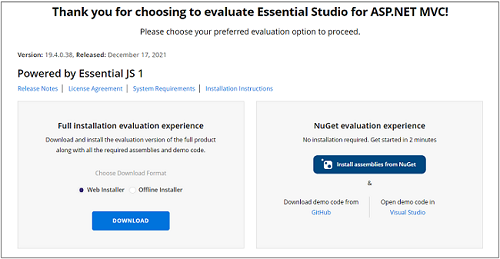 Thank you for choosing to evaluate Essential Studio for ASP.NET MVC!
Please choose your preferred evaluation option to proceed.
Version: 19.4.0.38, Released: December 17, 2021
Powered by Essential JS 1
Release Notes | License Agreement | System Requirements | Installation Instructions
Full installation evaluation experience
Download and install the evaluation version of the full product
along with all the required assemblies and demo code.
Choose Download Format
Web Installer Offline Installer
DOWNLOAD
NuGet evaluation experience
No installation required. Get started in 2 minutes
Install assemblies from NuGet
&
Download demo code from
GitHub
Open demo code in
Visual Studio